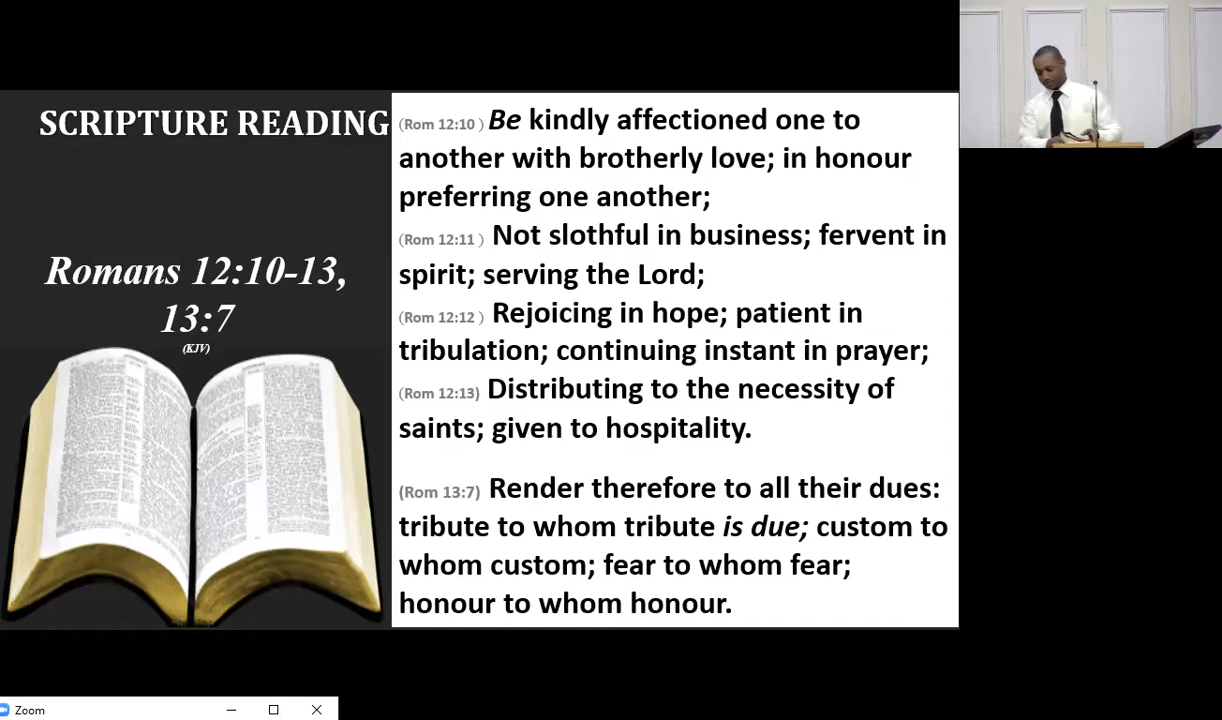 SCRIPTURE READING
Romans 12:10-13,
13:7
(KJV)
(Rom 12:10 ) Be kindly affectioned one to
another with brotherly love; in honour
preferring one another;
(Rom 12:11 ) Not slothful in business; fervent in
spirit; serving the Lord;
(Rom 12:12 ) Rejoicing in hope; patient in
tribulation; continuing instant in prayer;
(Rom 12:13) Distributing to the necessity of
saints; given to hospitality.
(Rom 13:7) Render therefore to all their dues:
tribute to whom tribute is due; custom to
whom custom; fear to whom fear;
honour to whom honour.
Zoom